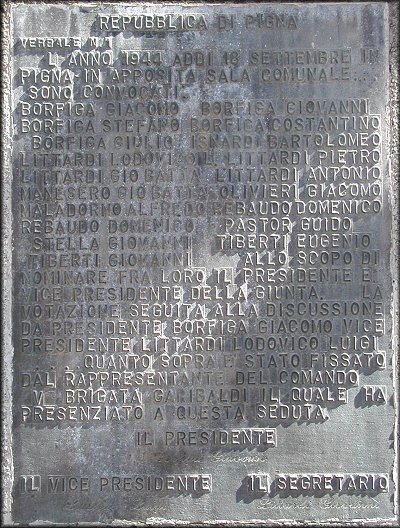 REPUBBLICA DI PIGNA
VERBALE N.1
L ANNO 1944 ADDI 18 SETTEMBRE IN
PIGNA IN APPOSITA SALA COMUNALE...
SONO CONVOCATI:
BORFIGA GIACOMO BORFIGA GIOVANNI
BORFIGA STEFANO BORFIGA COSTANTINO
BORFIGA GIULIO ISNARDI BARTOLOMEO
LITTARDI LODOVICO L. LITTARDI PIETRO
LITTARDI GIO BATTA LITTARDI ANTONIO
MANESERO GIO BATTA OLIVIERI GIACOMO
MALADORNO ALFREDO REBAUDO DOMENICO
REBAUDO DOMENICO PASTOR GUIDO
STELLA GIOVANNI TIBERTI EUGENIO
TIBERTI GIOVANNI ALLO SCOPO DI
NOMINARE FRA LORO IL PRESIDENTE E
VICE PRESIDENTE DELLA GIUNTA. LA
VOTAZIONE SEGUITA ALLA DISCUSSIONE
DA PRESIDENTE BORFIGA GIACOMO VICE
PRESIDENTE LITTARDI LODOVICO LUIGI
... QUANTO SOPRA E STATO FISSATO
DAL RAPPRESENTANTE DEL COMANDO
V BRIGATA GARIBALDI IL QUALE HA
PRESENZIATO A QUESTA SEDUTA.
IL PRESIDENTE
IL VICE PRESIDENTE IL SEGRETARIO